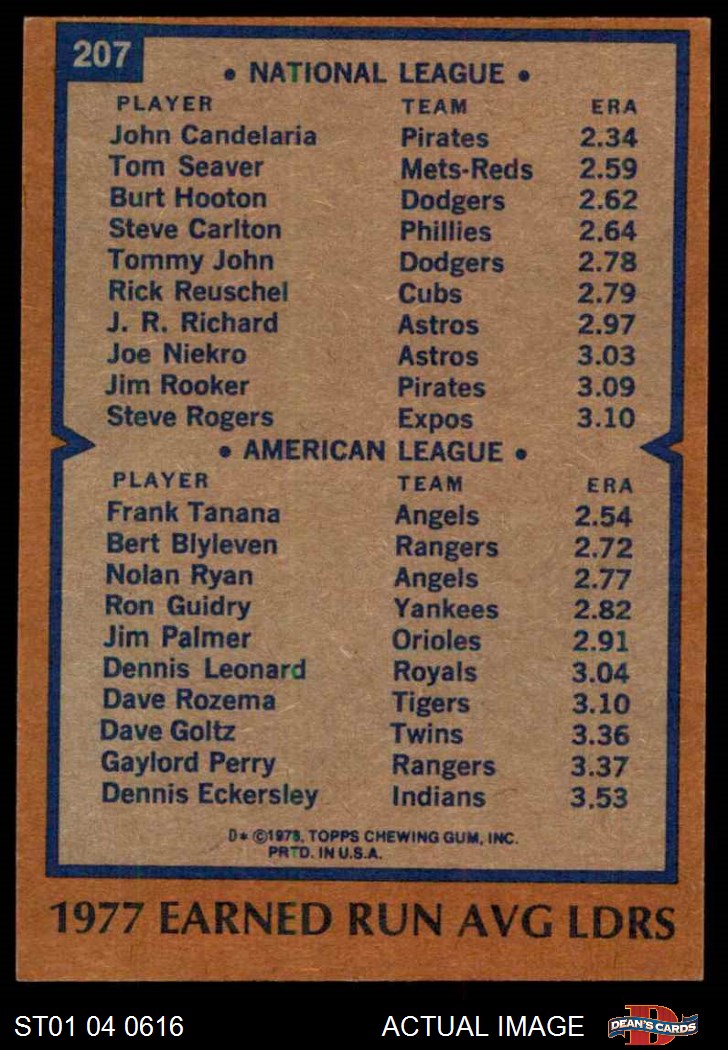 207
• NATIONAL LEAGUE •
PLAYER TEAM ERA
John Candelaria Pirates 2.34
Tom Seaver Mets-Reds 2.59
Burt Hooton Dodgers 2.62
Steve Carlton Phillies 2.64
Tommy John Dodgers 2.78
Rick Reuschel Cubs 2.79
J. R. Richard Astros 2.97
Joe Niekro Astros 3.03
Jim Rooker Pirates 3.09
Steve Rogers Expos 3.10
• AMERICAN LEAGUE •
PLAYER TEAM ERA
Frank Tanana Angels 2.54
Bert Blyleven Rangers 2.72
Nolan Ryan Angels 2.77
Ron Guidry Yankees 2.82
Jim Palmer Orioles 2.91
Dennis Leonard Royals 3.04
Dave Rozema Tigers 3.10
Dave Goltz Twins 3.36
Gaylord Perry Rangers 3.37
Dennis Eckersley Indians 3.53
D* ©1978, TOPPS CHEWING GUM, INC.
PRTD. IN U.S.A.
1977 EARNED RUN AVG LDRS
ST01 04 0616 ACTUAL IMAGE DEAN'S CARDS